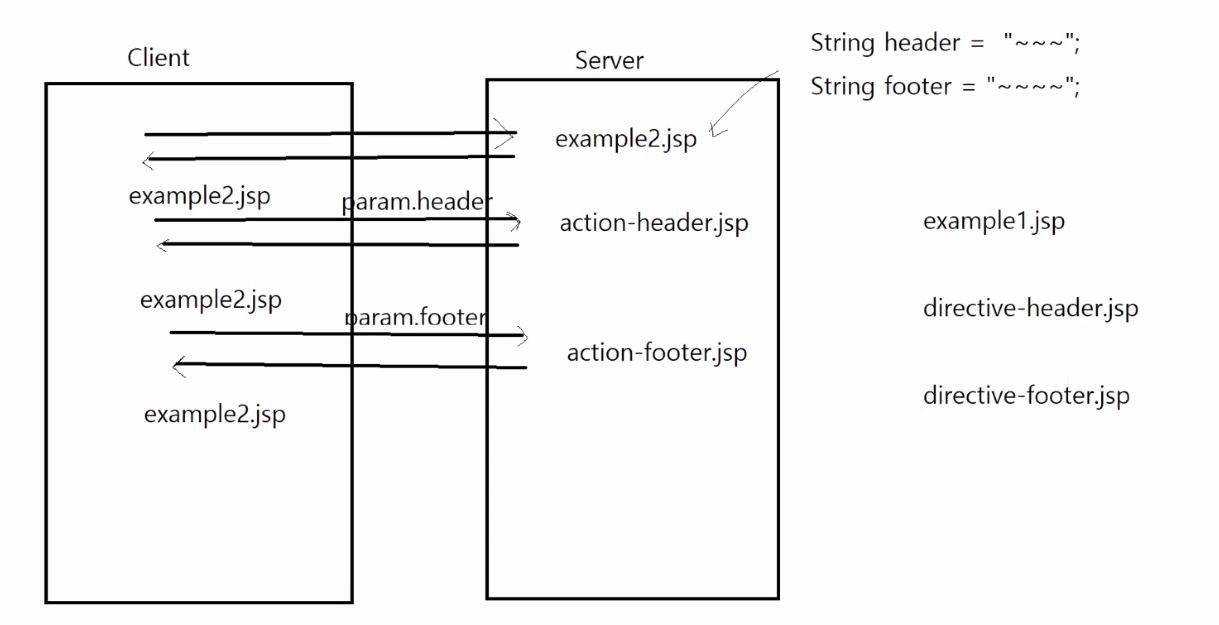 Client
Server
String header = "~~~";
String footer = "~~~~";
example2.jsp
example2.jsp
param.header
action-header.jsp
example1.jsp
example2.jsp
param.footer
directive-header.jsp
action-footer.jsp
directive-footer.jsp
example2.jsp